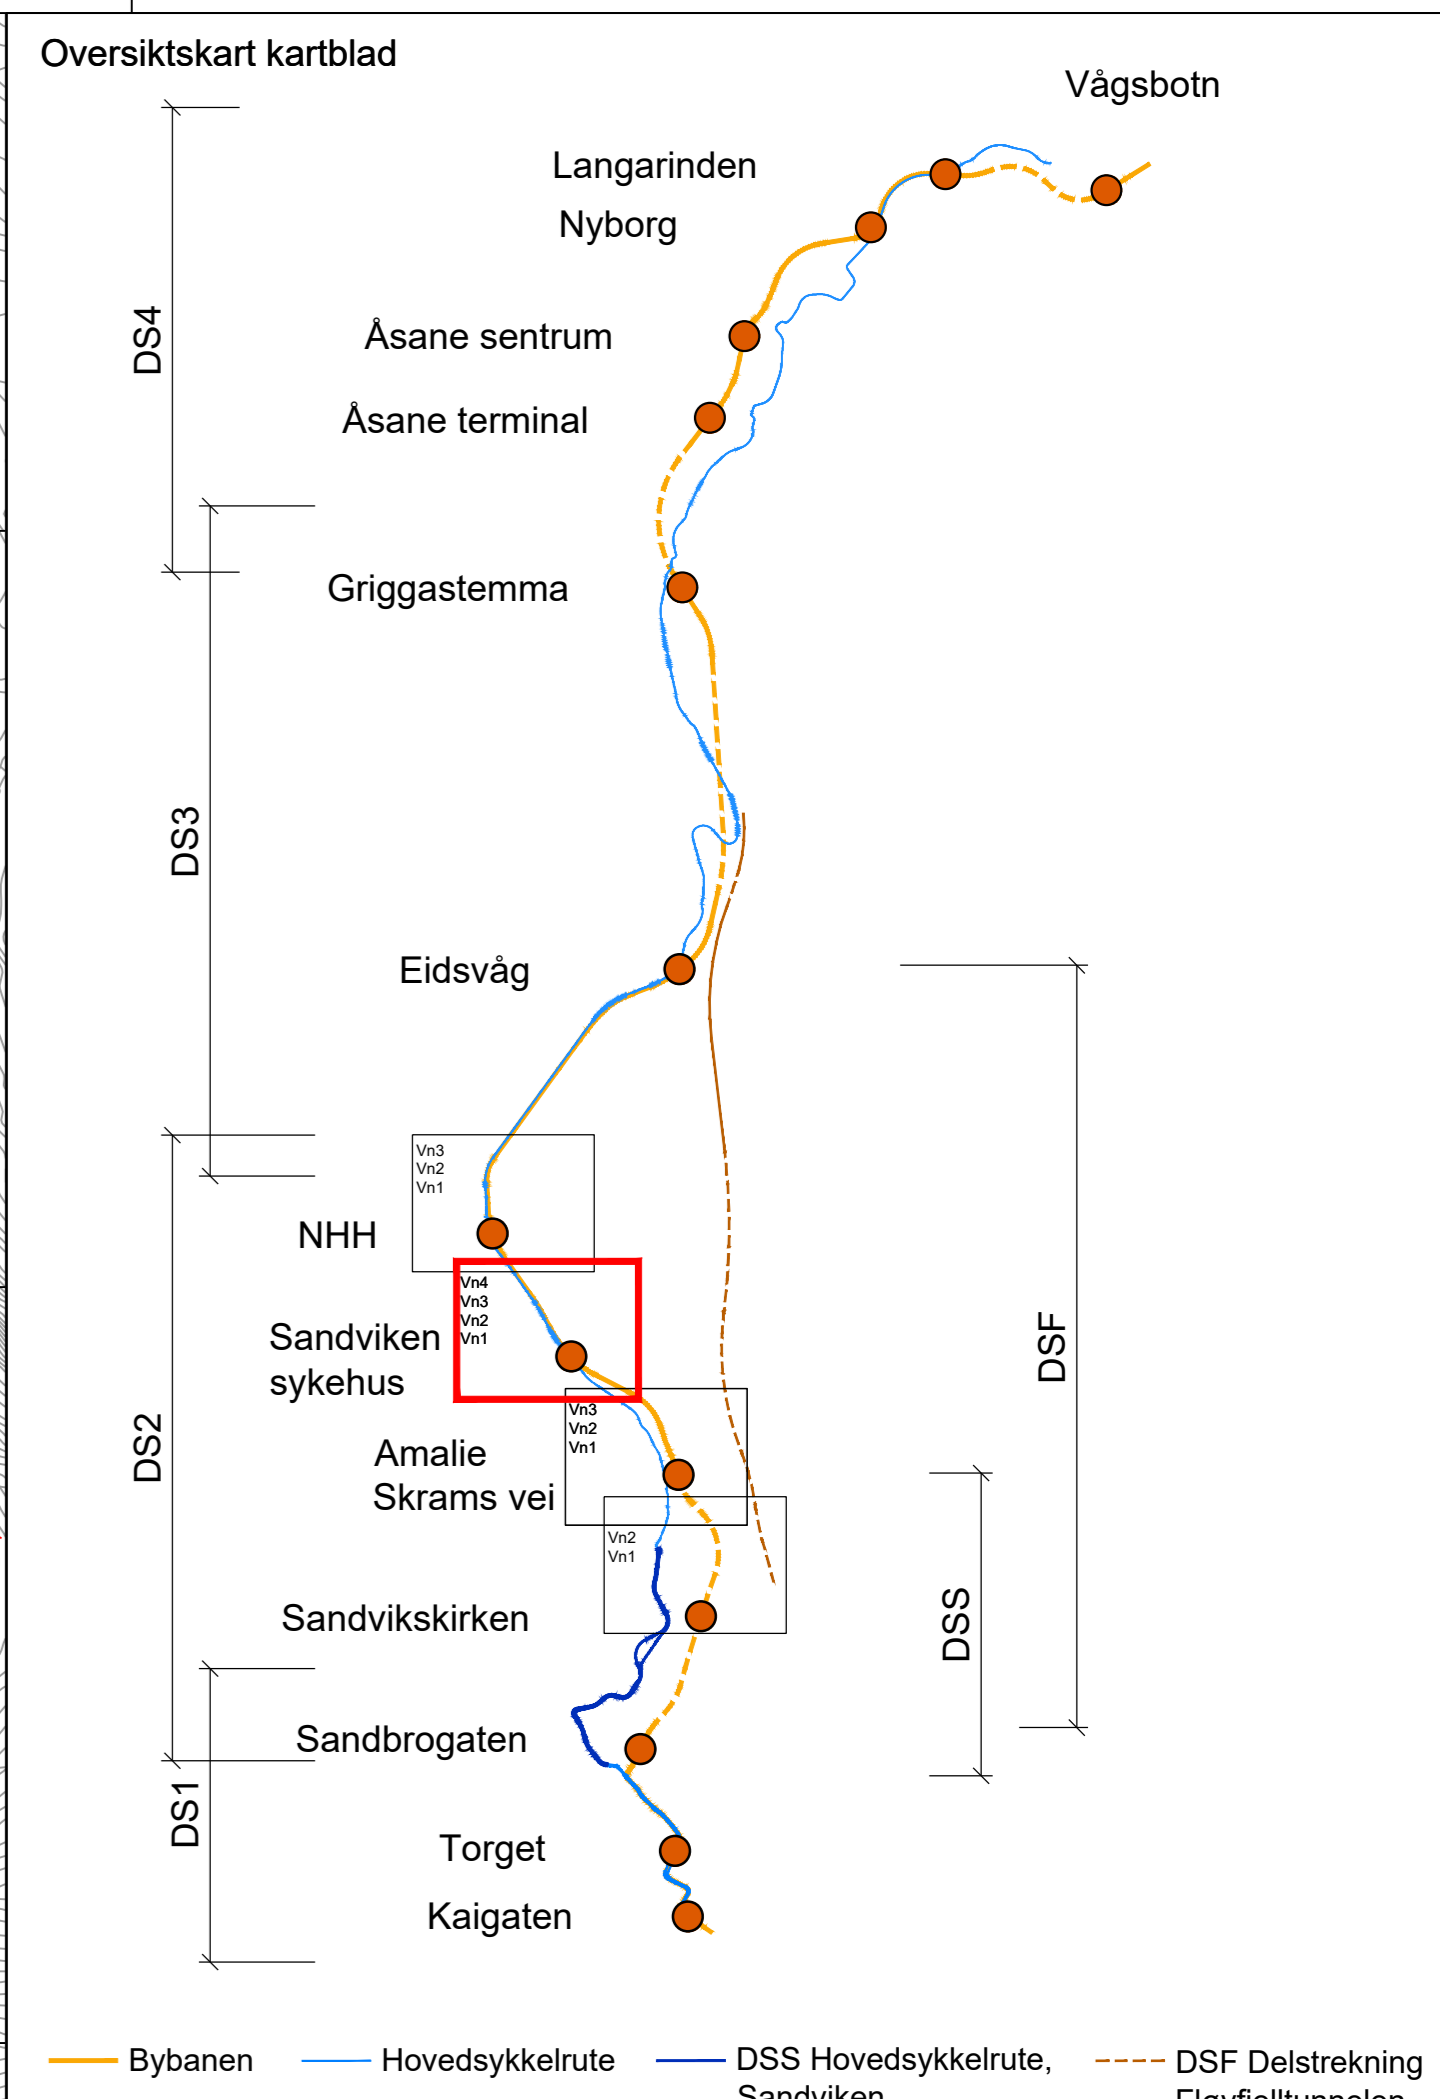 Oversiktskart kartblad
Vågsbotn
Langarinden
Nyborg
DS4
Åsane sentrum
Åsane terminal
Griggastemma
DS3
Eidsvåg
Vn3
Vn2
Vn1
NHH
Vn4
Vn3
Vn2
Vn1
Sandviken
sykehus
DSF
DS2
Vn3
Vn2
Vn1
Amalie
Skrams vei
Vn2
Vn1
DSS
Sandvikskirken
Sandbrogaten
DS1
Torget
Kaigaten
Bybanen
Hovedsykkelrute
DSS Hovedsykkelrute,
Sandviken
DSF Delstrekning
Fløyfjelltunnelen